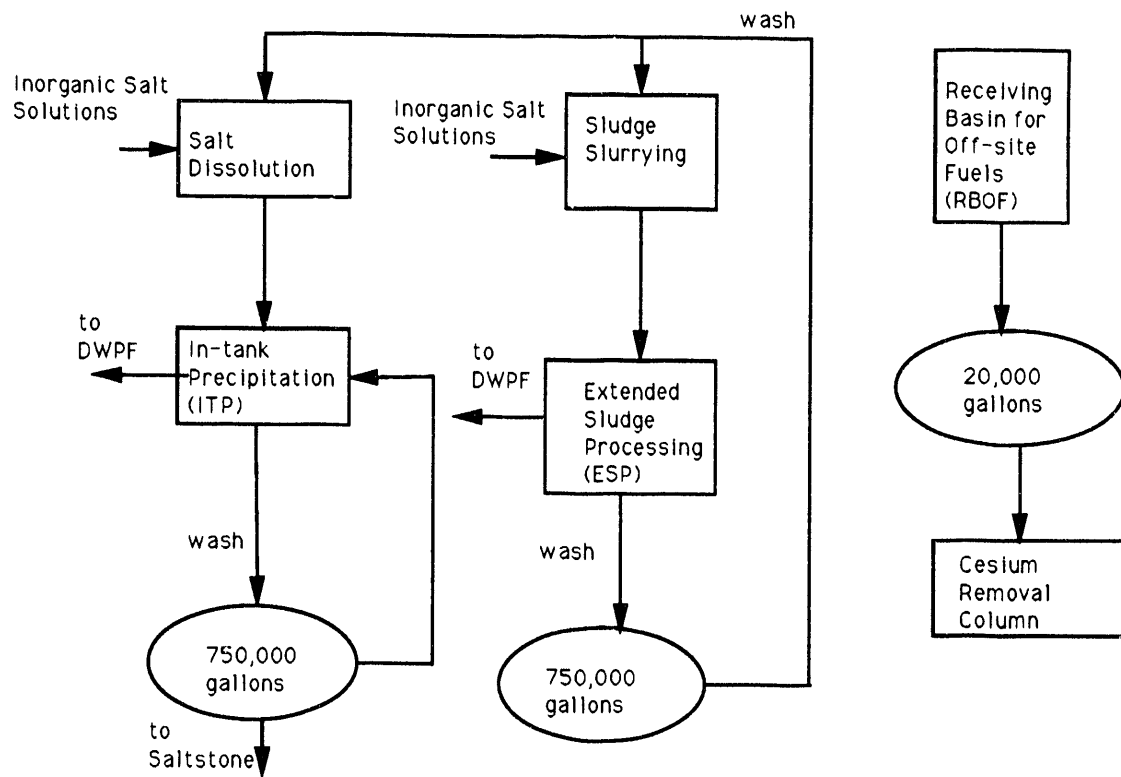 wash
Inorganic Salt
Solutions
Salt
Dissolution
Inorganic Salt
Solutions
Sludge
Slurrying
Receiving
Basin for
Off-site
Fuels
(RBOF)
to
DWPF
In-tank
Precipitation
(ITP)
to
DWPF
Extended
Sludge
Processing
(ESP)
20,000
gallons
wash
wash
Cesium
Removal
Column
750,000
gallons
750,000
gallons
to
Saltstone